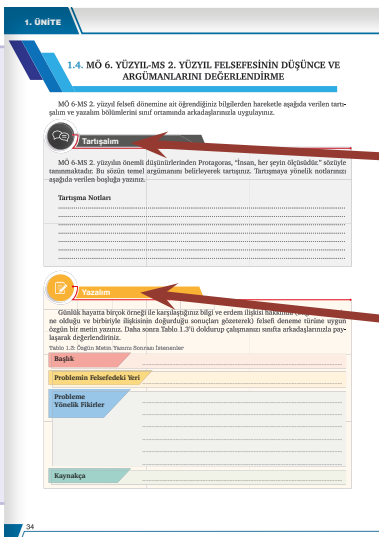 1. ÜNİTE
1.4. MÖ 6. YÜZYIL-MS 2. YÜZYIL FELSEFESİNİN DÜŞÜNCE VE
ARGÜMANLARINI DEĞERLENDİRME
MÖ 6-MS 2. yüzyıl felsefi dönemine ait öğrendiğiniz bilgilerden hareketle aşağıda verilen tartı-
şalım ve yazalım bölümlerini sınıf ortamında arkadaşlarınızla uygulayınız.
Tartışalım
MÖ 6-MS 2. yüzyılın önemli düşünürlerinden Protagoras, "İnsan, her şeyin ölçüsüdür." sözüyle
tanınmaktadır. Bu sözün temel argümanını belirleyerek tartışınız. Tartışmaya yönelik notlarınızı
aşağıda verilen boşluğa yazınız.
Tartışma Notları
Yazalım
Günlük hayatta birçok örneği ile karşılaştığınız bilgi ve erdem ilişkisi
ne olduğu ve birbiriyle ilişkisinin doğurduğu sonuçları gözeterek) felsefi deneme türüne uygun
özgün bir metin yazınız. Daha sonra Tablo 1.3'ü doldurup çalışmanızı sınıfta arkadaşlarınızla pay-
laşarak değerlendiriniz.
Tablo 1.3: Özgün Metin Yazımı Sonrası İstenenler
Başlık
Problemin Felsefedeki Yeri
Probleme
Yönelik Fikirler
Kaynakça
34